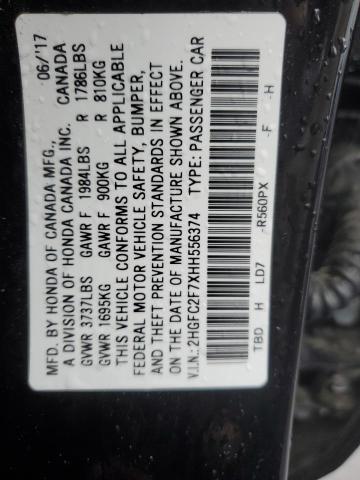 MFD. BY HONDA OF CANADA MFG., 06/'17
A DIVISION OF HONDA CANADA INC. CANADA
GVWR 3737LBS GAWR F 1984LBS R 1786LBS
GVWR 1695KG GAWR F 900KG R 810KG
THIS VEHICLE CONFORMS TO ALL APPLICABLE
FEDERAL MOTOR VEHICLE SAFETY, BUMPER,
AND THEFT PREVENTION STANDARDS IN EFFECT
ON THE DATE OF MANUFACTURE SHOWN ABOVE.
V.I.N.: 2HGFC2F7XHH556374 TYPE: PASSENGER CAR
TBD H LD7 -R560PX -F -H